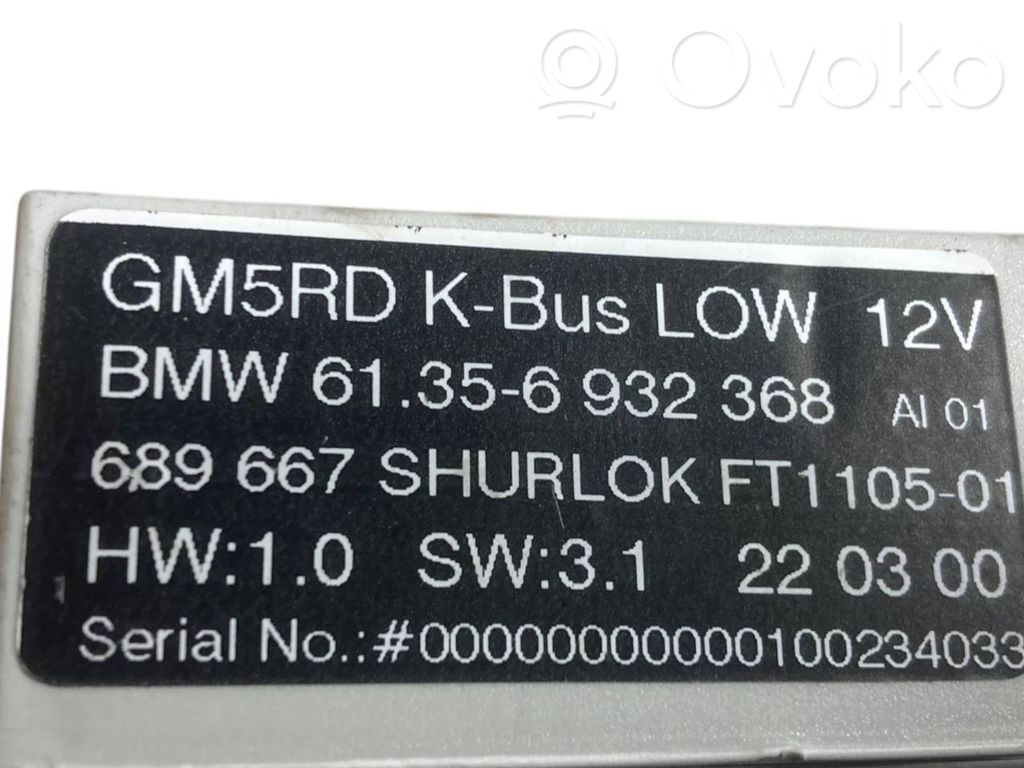 Ovoko
GM5RD K-Bus LOW 12V
BMW 61.35-6 932 368 AI 01
689 667 SHURLOK FT1105-01
HW:1.0 SW:3.1 22 03 00
Serial No.:#000000000000100234033